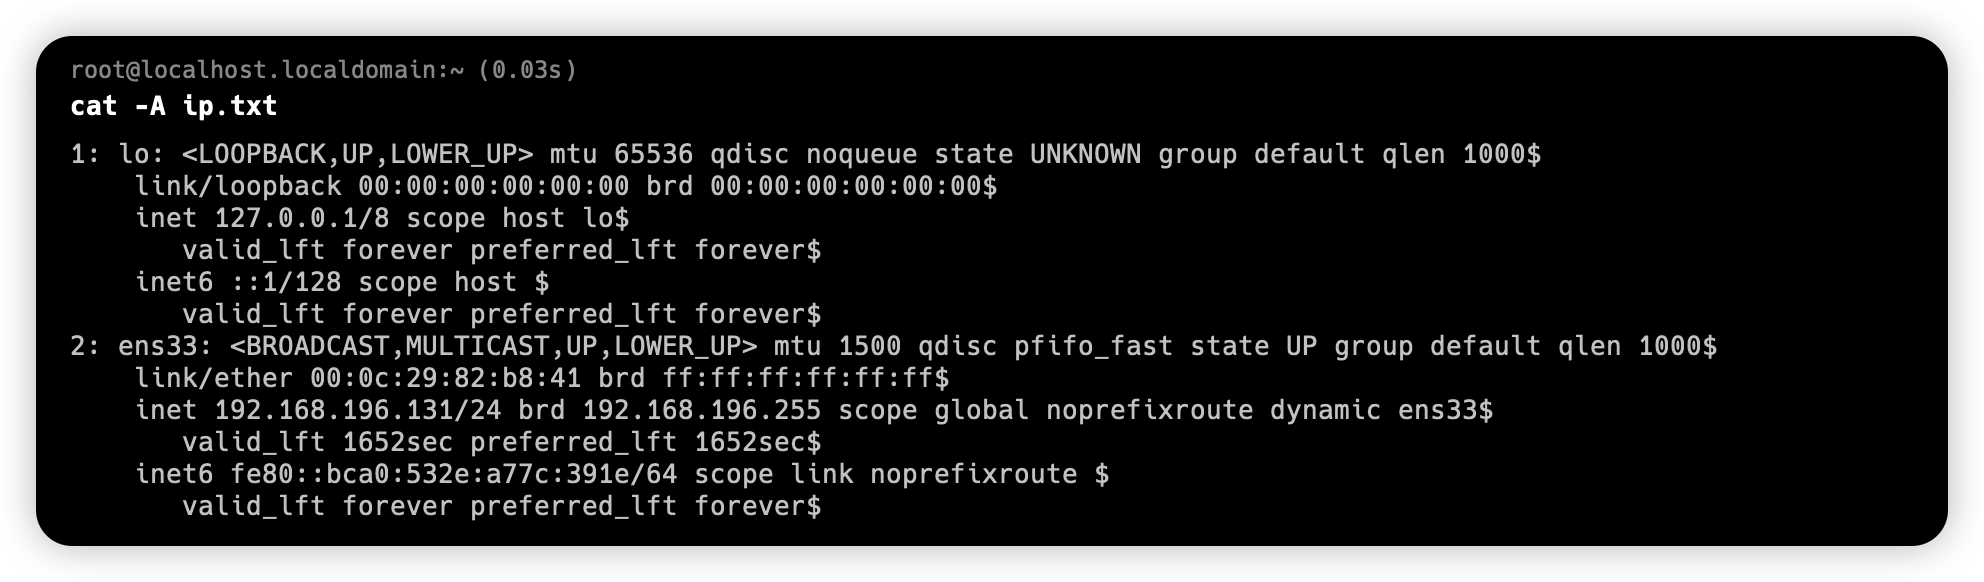 root@localhost.localdomain:~ (0.03s)
cat -A ip.txt
1: lo: <LOOPBACK,UP,LOWER_UP> mtu 65536 qdisc noqueue state UNKNOWN group default qlen 1000$
    link/loopback 00:00:00:00:00:00 brd 00:00:00:00:00:00$
    inet 127.0.0.1/8 scope host lo$
       valid_lft forever preferred_lft forever$
    inet6 ::1/128 scope host $
       valid_lft forever preferred_lft forever$
2: ens33: <BROADCAST,MULTICAST,UP,LOWER_UP> mtu 1500 qdisc pfifo_fast state UP group default qlen 1000$
    link/ether 00:0c:29:82:b8:41 brd ff:ff:ff:ff:ff:ff$
    inet 192.168.196.131/24 brd 192.168.196.255 scope global noprefixroute dynamic ens33$
       valid_lft 1652sec preferred_lft 1652sec$
    inet6 fe80::bca0:532e:a77c:391e/64 scope link noprefixroute $
       valid_lft forever preferred_lft forever$